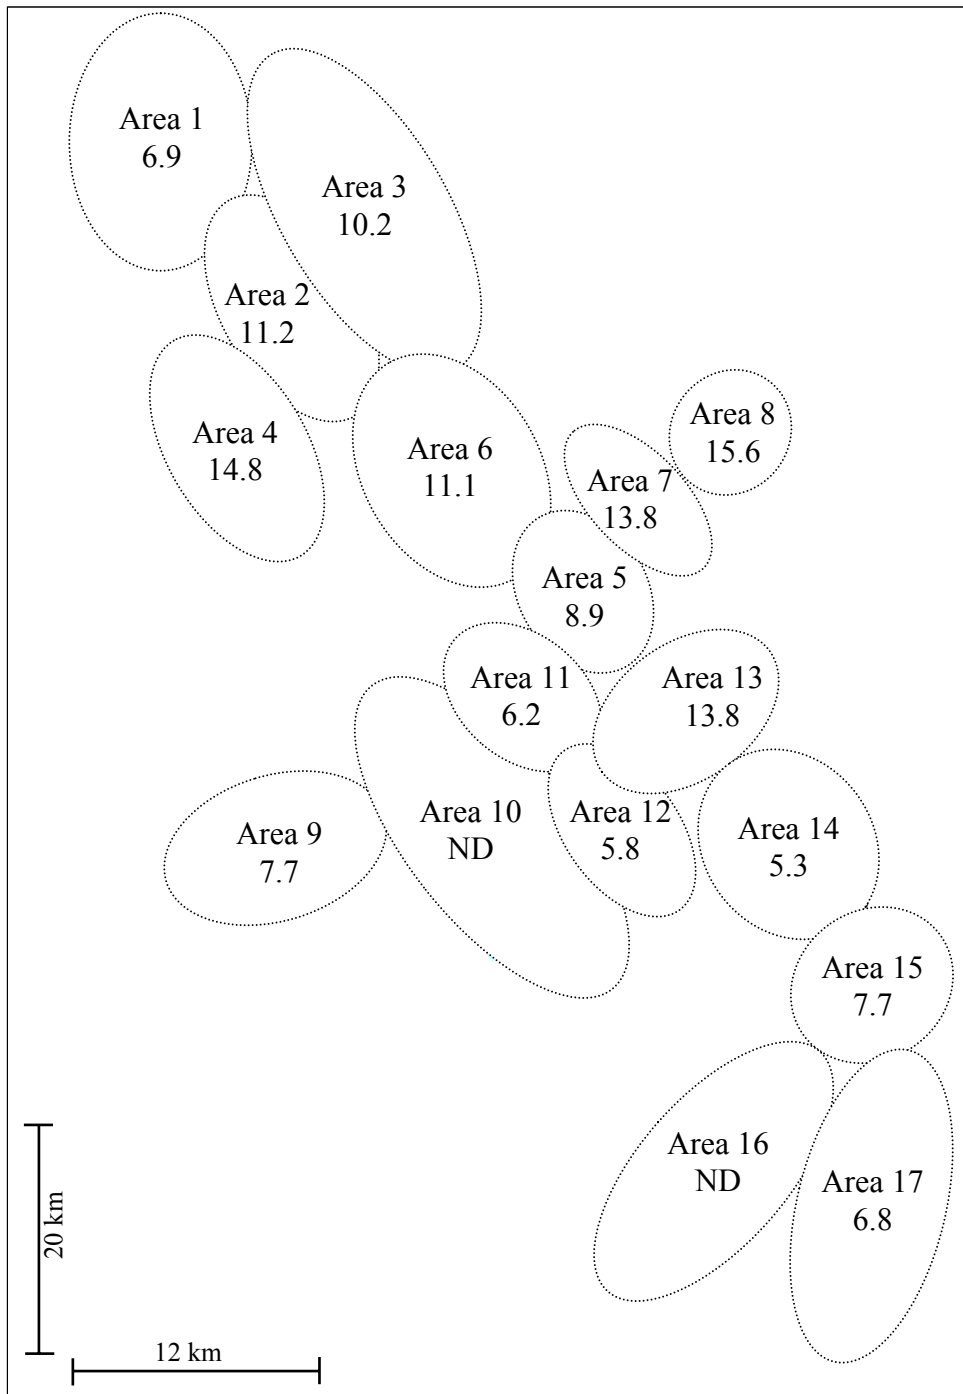 Area 1
6.9
Area 3
10.2
Area 2
11.2
Area 4
14.8
Area 6
11.1
Area 8
15.6
Area 7
13.8
Area 5
8.9
Area 11
6.2
Area 13
13.8
Area 9
7.7
Area 10
ND
Area 12
5.8
Area 14
5.3
Area 15
7.7
Area 16
ND
Area 17
6.8
20 km
12 km